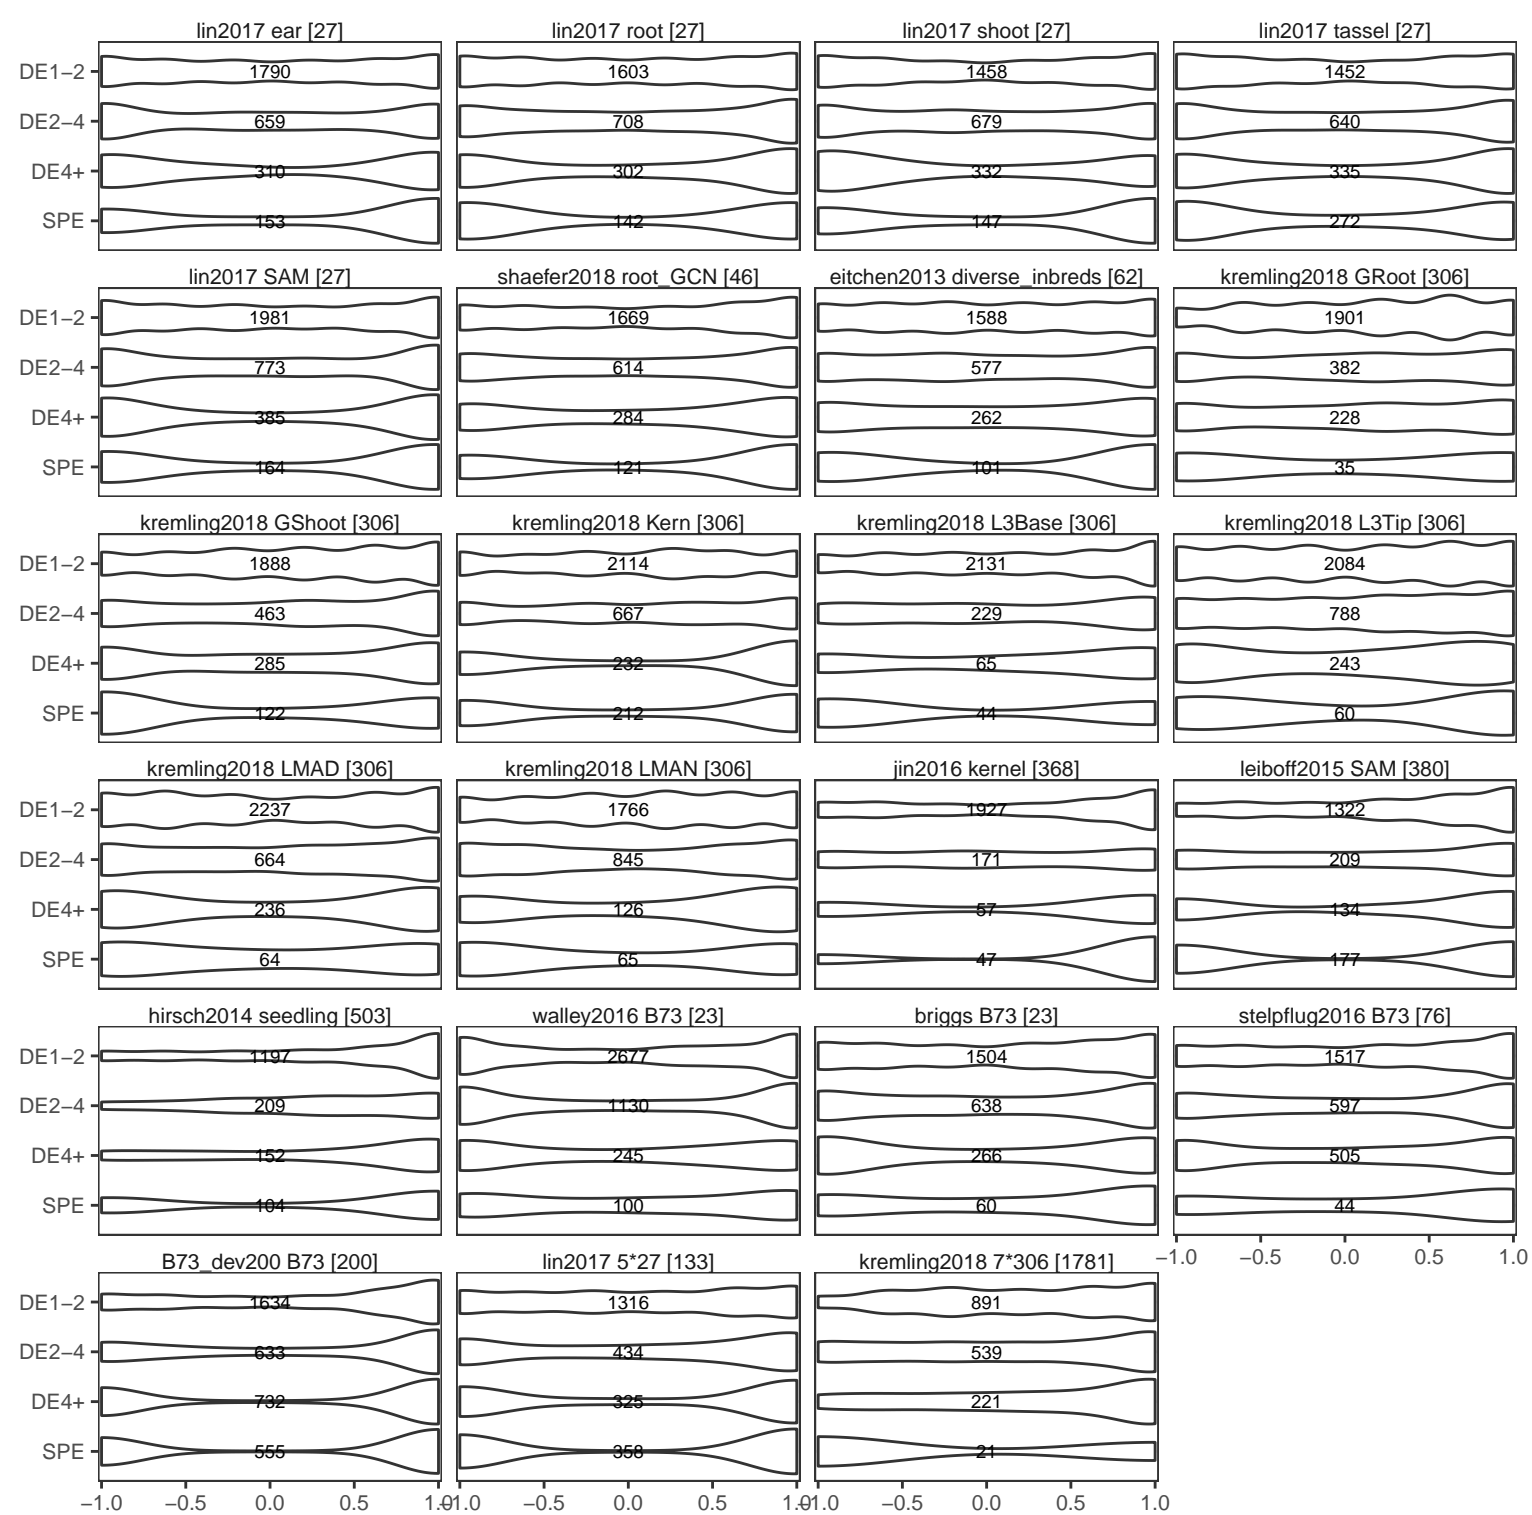 lin2017 ear [27] lin2017 root [27] lin2017 shoot [27] lin2017 tassel [27]
DE1−2 1790 1603 1458 1452
DE2−4 659 708 679 640
DE4+ 310 302 332 335
SPE 153 142 147 272
lin2017 SAM [27] shaefer2018 root_GCN [46] eitchen2013 diverse_inbreds [62] kremling2018 GRoot [306]
DE1−2 1981 1669 1588 1901
DE2−4 773 614 577 382
DE4+ 385 284 262 228
SPE 164 121 101 35
kremling2018 GShoot [306] kremling2018 Kern [306] kremling2018 L3Base [306] kremling2018 L3Tip [306]
DE1−2 1888 2114 2131 2084
DE2−4 463 667 229 788
DE4+ 285 232 65 243
SPE 122 212 44 60
kremling2018 LMAD [306] kremling2018 LMAN [306] jin2016 kernel [368] leiboff2015 SAM [380]
DE1−2 2237 1766 1927 1322
DE2−4 664 845 171 209
DE4+ 236 126 57 134
SPE 64 65 47 177
hirsch2014 seedling [503] walley2016 B73 [23] briggs B73 [23] stelpflug2016 B73 [76]
DE1−2 1197 2677 1504 1517
DE2−4 209 1130 638 597
DE4+ 152 245 266 505
SPE 104 100 60 44
−1.0 −0.5 0.0 0.5 1.0
B73_dev200 B73 [200] lin2017 5*27 [133] kremling2018 7*306 [1781]
DE1−2 1634 1316 891
DE2−4 633 434 539
DE4+ 732 325 221
SPE 555 358 21
−1.0 −0.5 0.0 0.5 1.0 −1.0 −0.5 0.0 0.5 1.0 −1.0 −0.5 0.0 0.5 1.0